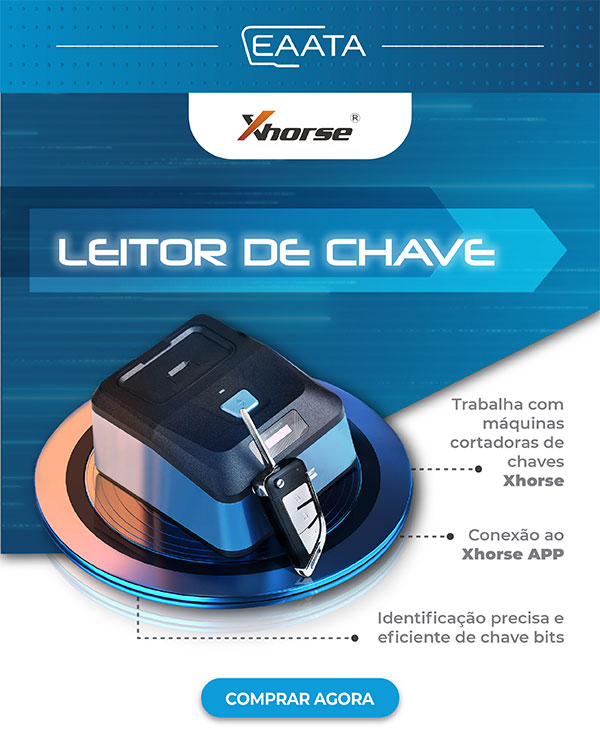 EAATA
Xhorse®
LEITOR DE CHAVE
Trabalha com
máquinas
cortadoras de
chaves
Xhorse
Conexão ao
Xhorse APP
Identificação precisa e
eficiente de chave bits
COMPRAR AGORA